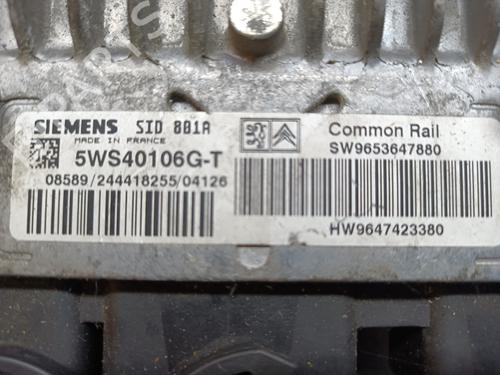 SIEMENS SID 801A
MADE IN FRANCE
5WS40106G-T
08589/244418255/04126
Common Rail
SW9653647880
HW9647423380